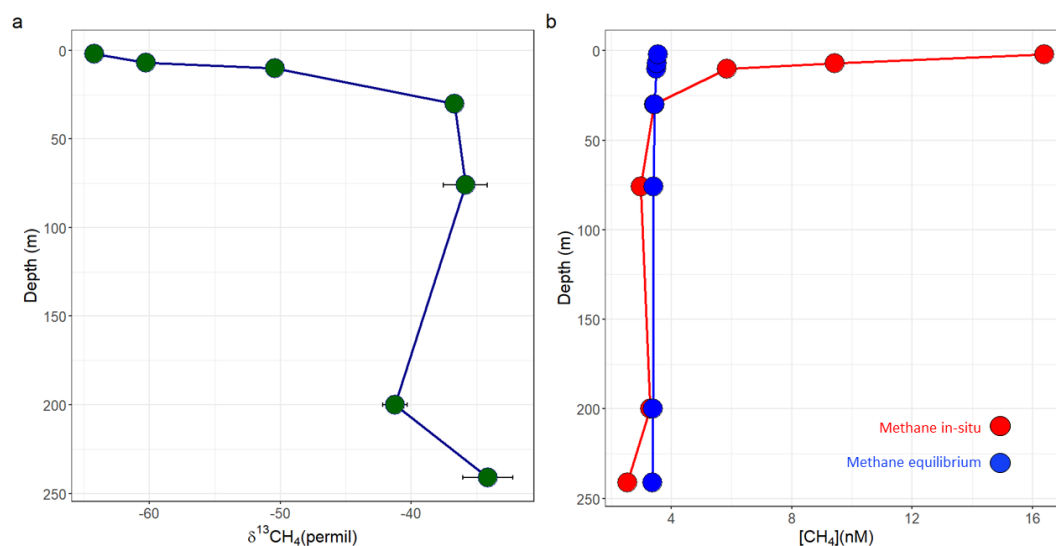 a
0
50
100
150
200
250
Depth (m)
-60
-50
-40
δ¹³CH₄(permil)
b
0
50
100
150
200
250
Depth (m)
4
8
12
16
[CH₄](nM)
Methane in-situ
Methane equilibrium